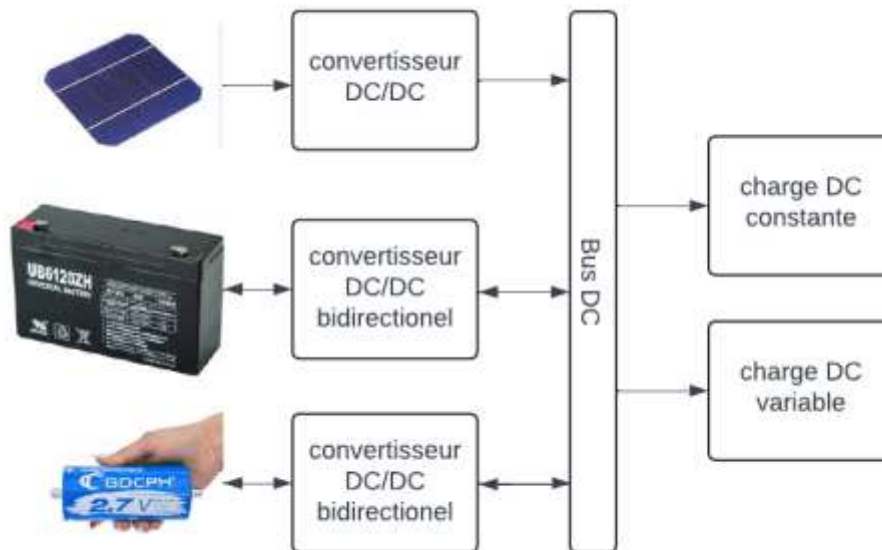 convertisseur
DC/DC
UB6120ZH
convertisseur
DC/DC
bidirectionel
GDCPH
2.7V
convertisseur
DC/DC
bidirectionel
Bus DC
charge DC
constante
charge DC
variable